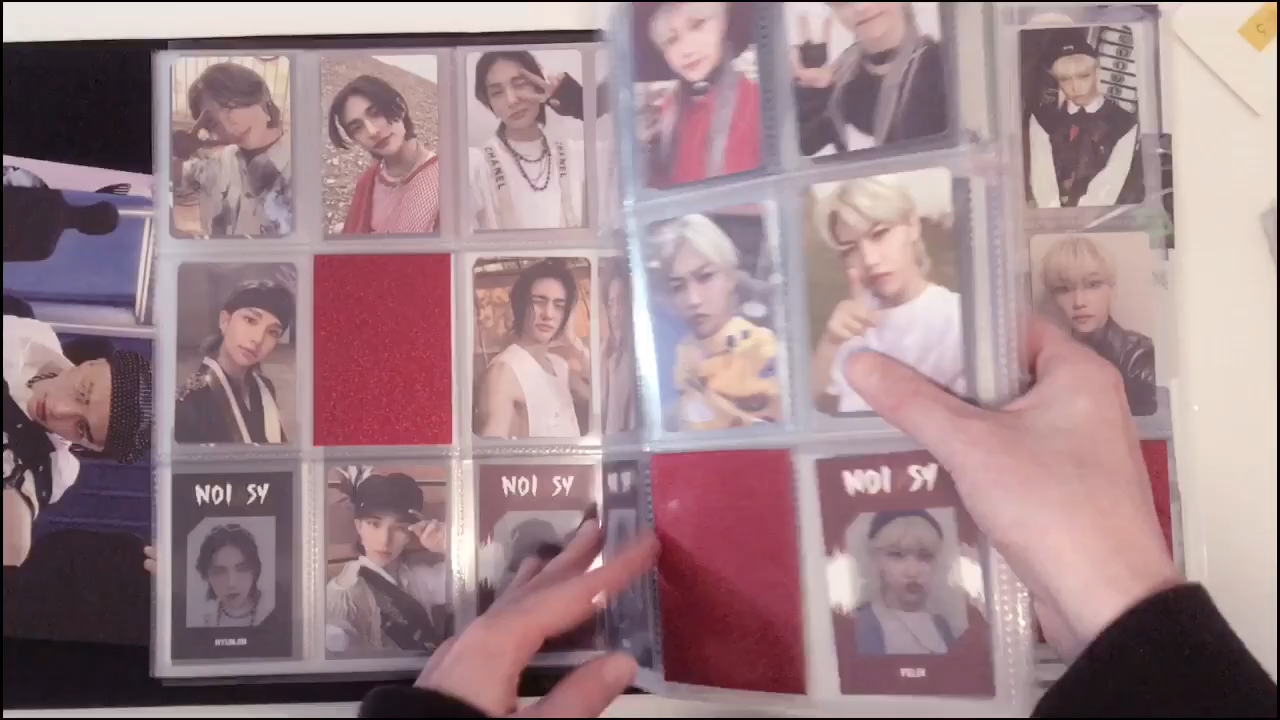 CHANEL
CHANEL
NOI SY
HYUNJIN
NOI SY
NOI SY
FELIX